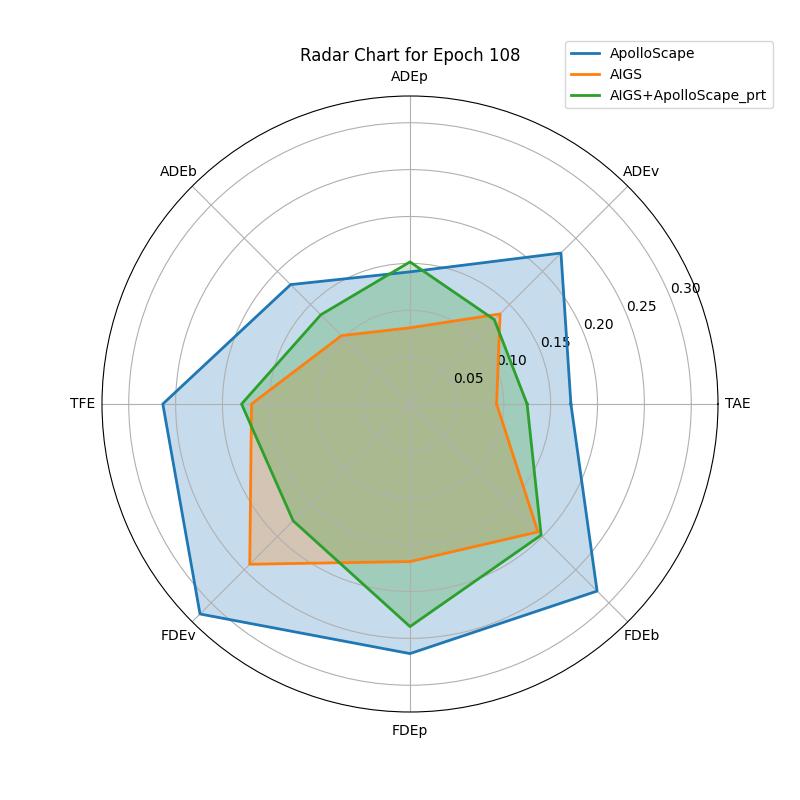 Radar Chart for Epoch 108
ApolloScape
AIGS
AIGS+ApolloScape_prt
ADEp
ADEb
ADEv
0.30
0.25
0.20
0.15
0.10
0.05
TFE
TAE
FDEv
FDEb
FDEp